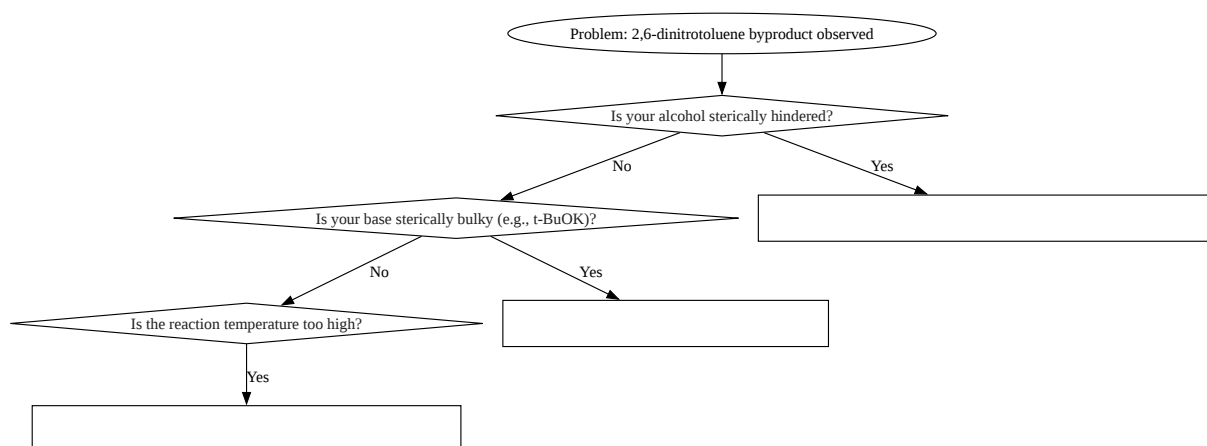 Problem: 2,6-dinitrotoluene byproduct observed
Is your alcohol sterically hindered?
No
Yes
Is your base sterically bulky (e.g., t-BuOK)?
No
Yes
Is the reaction temperature too high?
Yes